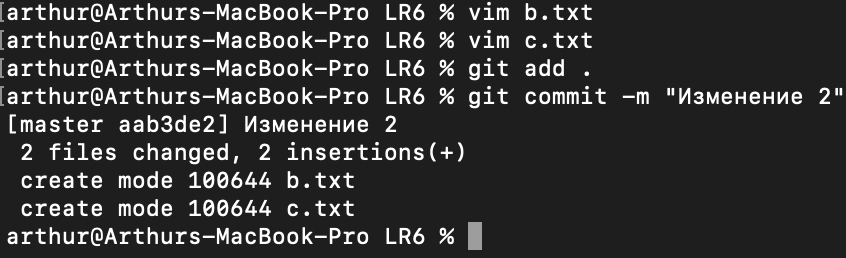 [arthur@Arthurs-MacBook-Pro LR6 % vim b.txt
[arthur@Arthurs-MacBook-Pro LR6 % vim c.txt
[arthur@Arthurs-MacBook-Pro LR6 % git add .
[arthur@Arthurs-MacBook-Pro LR6 % git commit -m "Изменение 2"
[master aab3de2] Изменение 2
 2 files changed, 2 insertions(+)
 create mode 100644 b.txt
 create mode 100644 c.txt
arthur@Arthurs-MacBook-Pro LR6 %